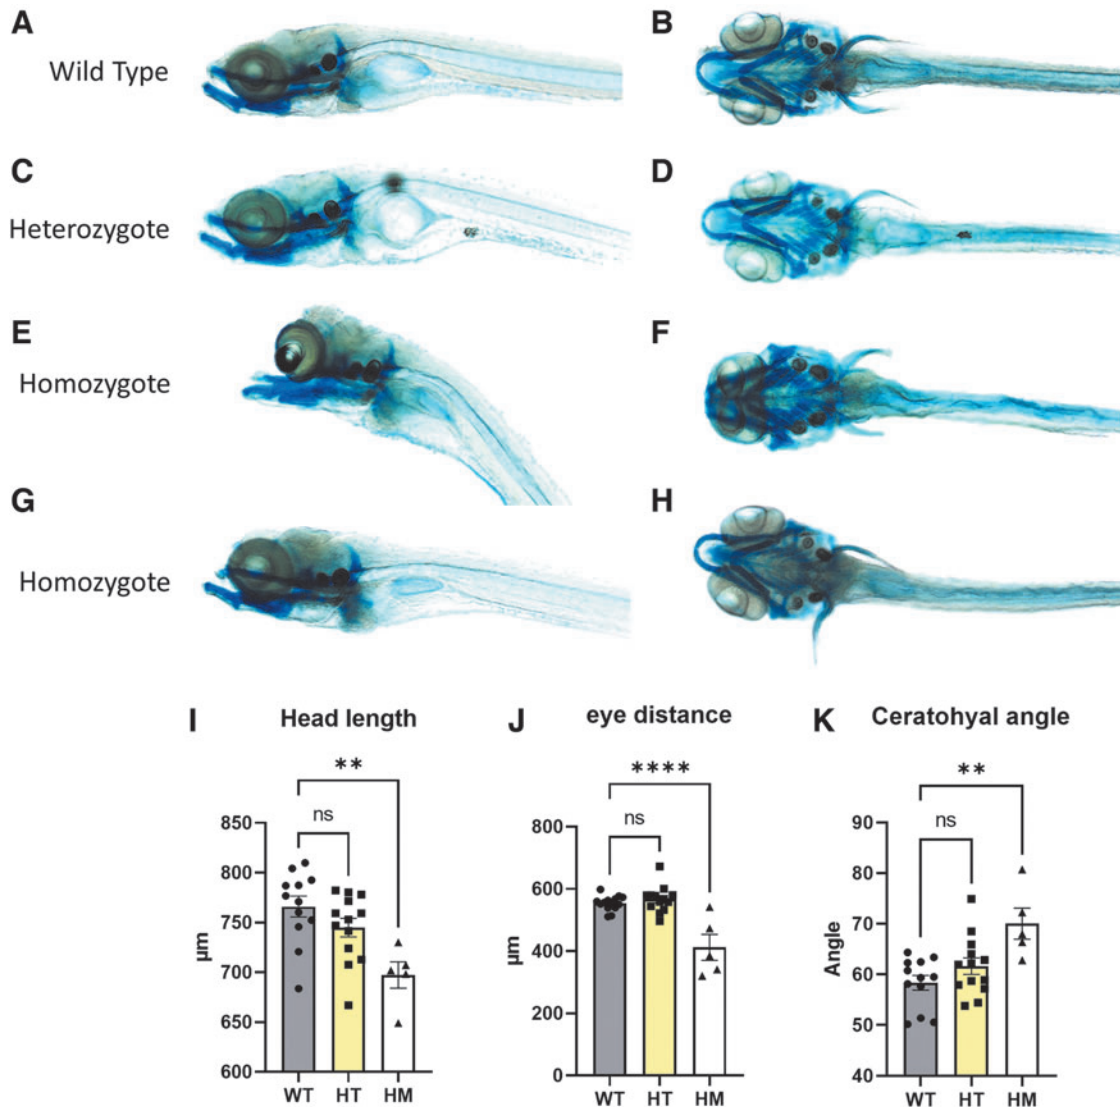 A
B
Wild Type
C
D
Heterozygote
E
F
Homozygote
G
H
Homozygote
I
Head length
**
ns
850
800
750
700
650
600
µm
WT
HT
HM
J
eye distance
****
ns
800
600
400
200
0
µm
WT
HT
HM
K
Ceratohyal angle
**
ns
90
80
70
60
50
40
Angle
WT
HT
HM